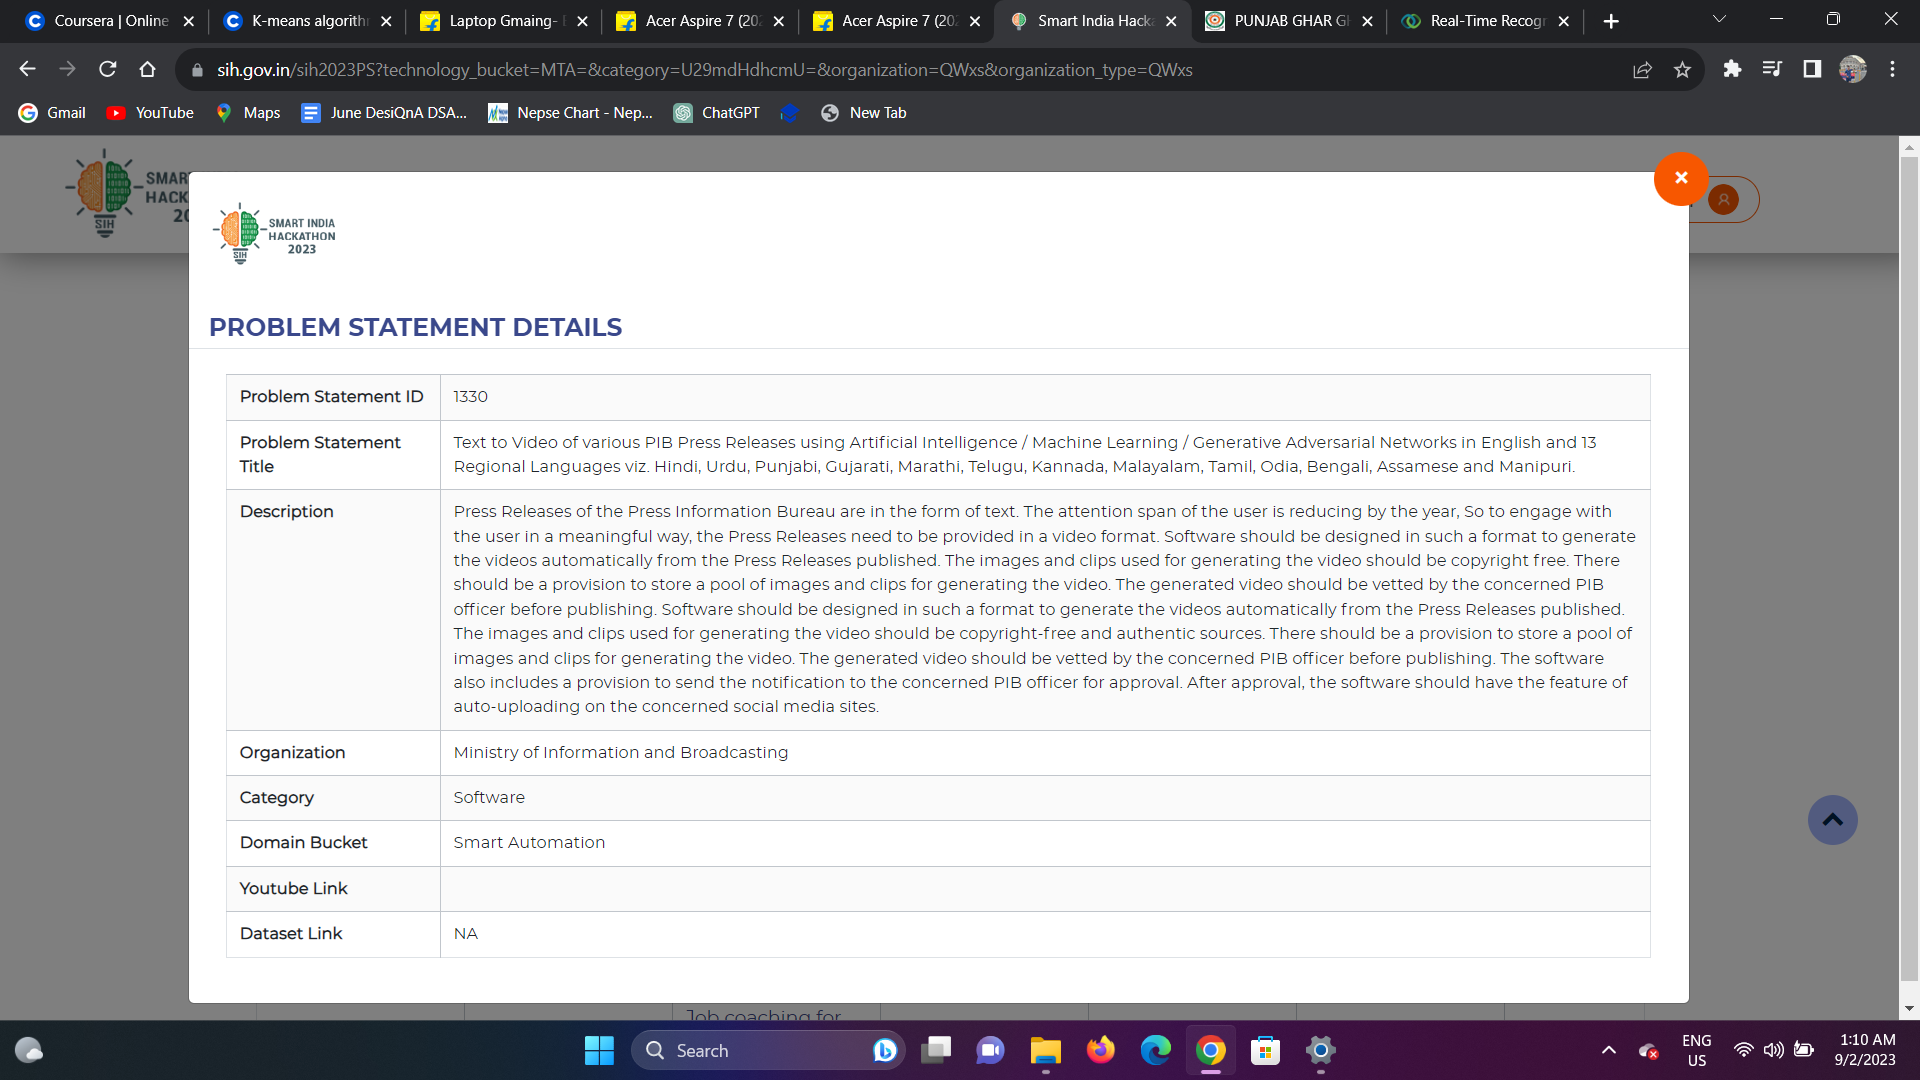 Coursera | Online
K-means algorith
Laptop Gmaing-
Acer Aspire 7 (202
Acer Aspire 7 (202
Smart India Hack
PUNJAB GHAR G
Real-Time Recogn
sih.gov.in/sih2023PS?technology_bucket=MTA=&category=U29mdHdhcmU=&organization=QWxs&organization_type=QWxs
Gmail
YouTube
Maps
June DesiQnA DSA...
Nepse Chart - Nep...
ChatGPT
New Tab
SMAR
HACK
20
SIH
SMART INDIA
HACKATHON
2023
SIH
PROBLEM STATEMENT DETAILS
Problem Statement ID 1330
Problem Statement Title
Text to Video of various PIB Press Releases using Artificial Intelligence / Machine Learning / Generative Adversarial Networks in English and 13
Regional Languages viz. Hindi, Urdu, Punjabi, Gujarati, Marathi, Telugu, Kannada, Malayalam, Tamil, Odia, Bengali, Assamese and Manipuri.
Description
Press Releases of the Press Information Bureau are in the form of text. The attention span of the user is reducing by the year, So to engage with
the user in a meaningful way, the Press Releases need to be provided in a video format. Software should be designed in such a format to generate
the videos automatically from the Press Releases published. The images and clips used for generating the video should be copyright free. There
should be a provision to store a pool of images and clips for generating the video. The generated video should be vetted by the concerned PIB
officer before publishing. Software should be designed in such a format to generate the videos automatically from the Press Releases published.
The images and clips used for generating the video should be copyright-free and authentic sources. There should be a provision to store a pool of
images and clips for generating the video. The generated video should be vetted by the concerned PIB officer before publishing. The software
also includes a provision to send the notification to the concerned PIB officer for approval. After approval, the software should have the feature of
auto-uploading on the concerned social media sites.
Organization Ministry of Information and Broadcasting
Category Software
Domain Bucket Smart Automation
Youtube Link
Dataset Link NA
Job coaching for
Search
ENG
US
1:10 AM
9/2/2023